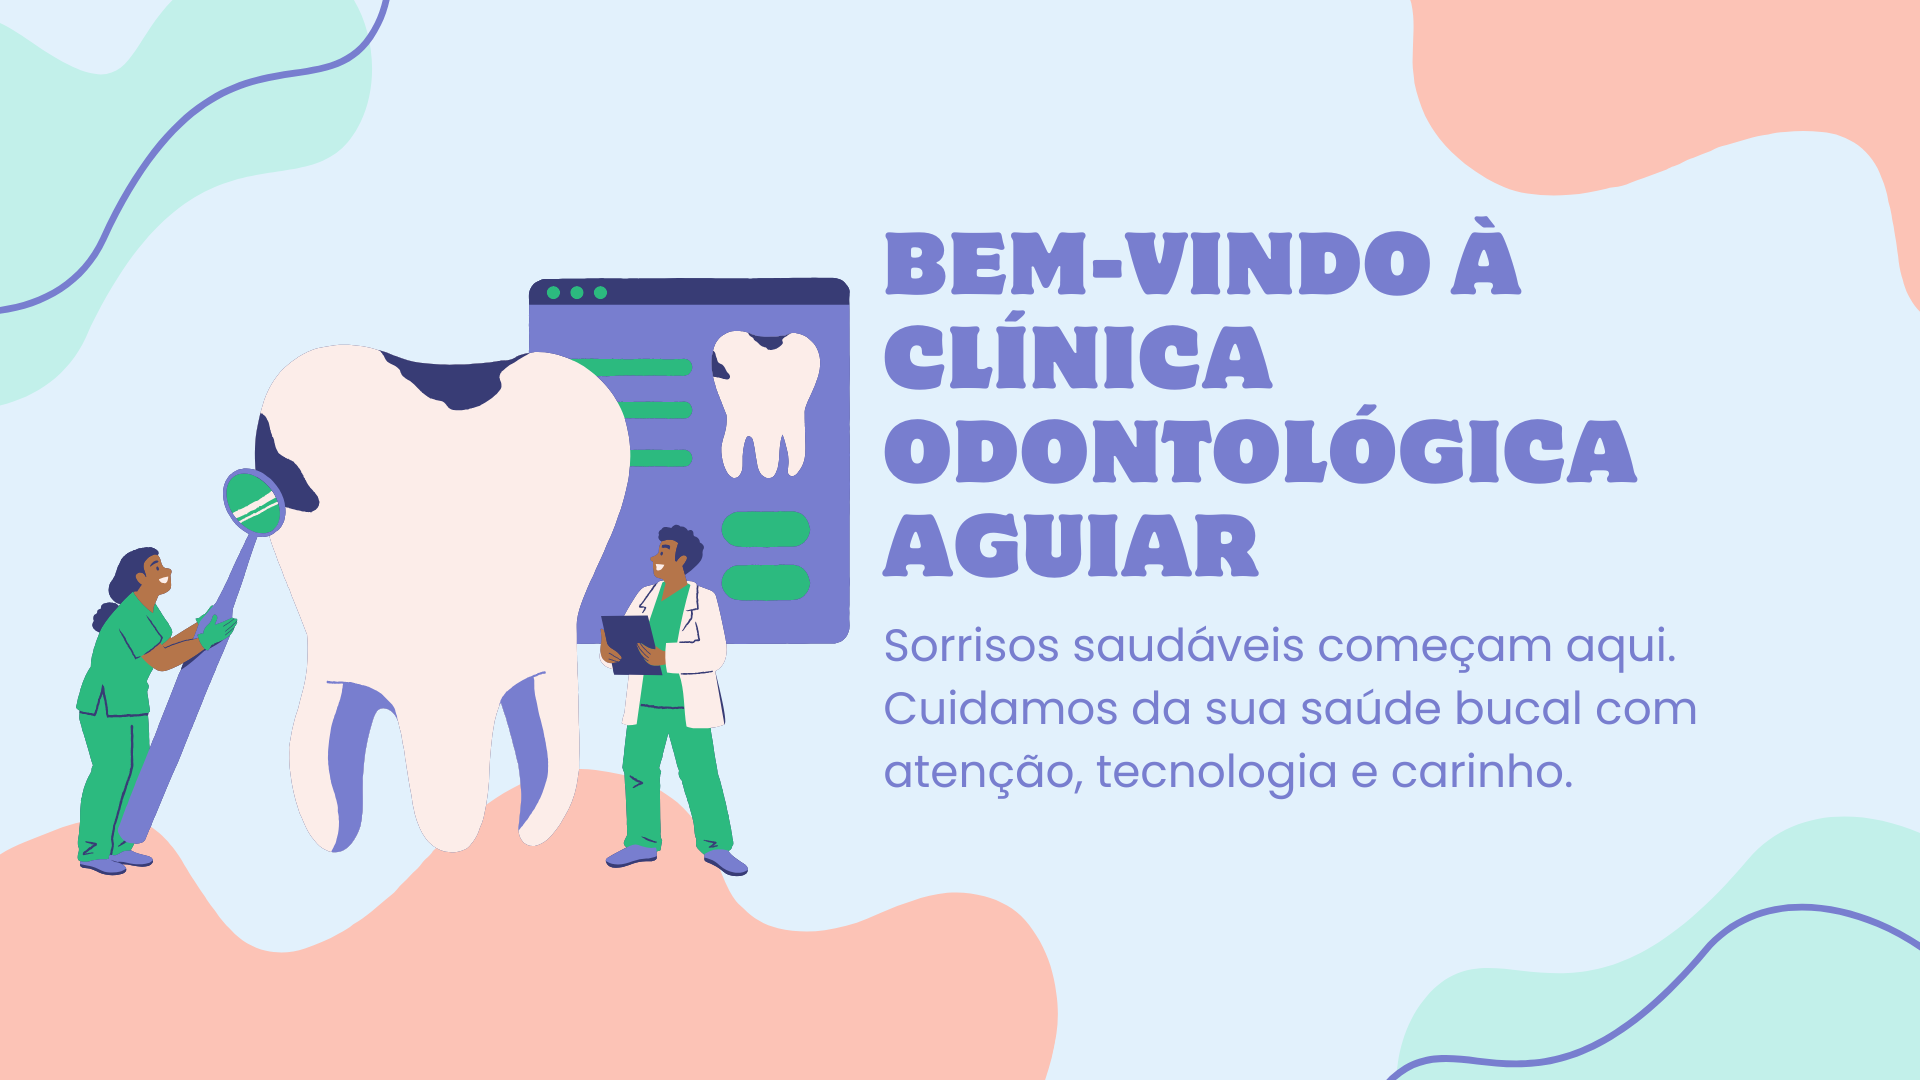 BEM-VINDO À
CLÍNICA
ODONTOLÓGICA
AGUIAR
Sorrisos saudáveis começam aqui.
Cuidamos da sua saúde bucal com
atenção, tecnologia e carinho.